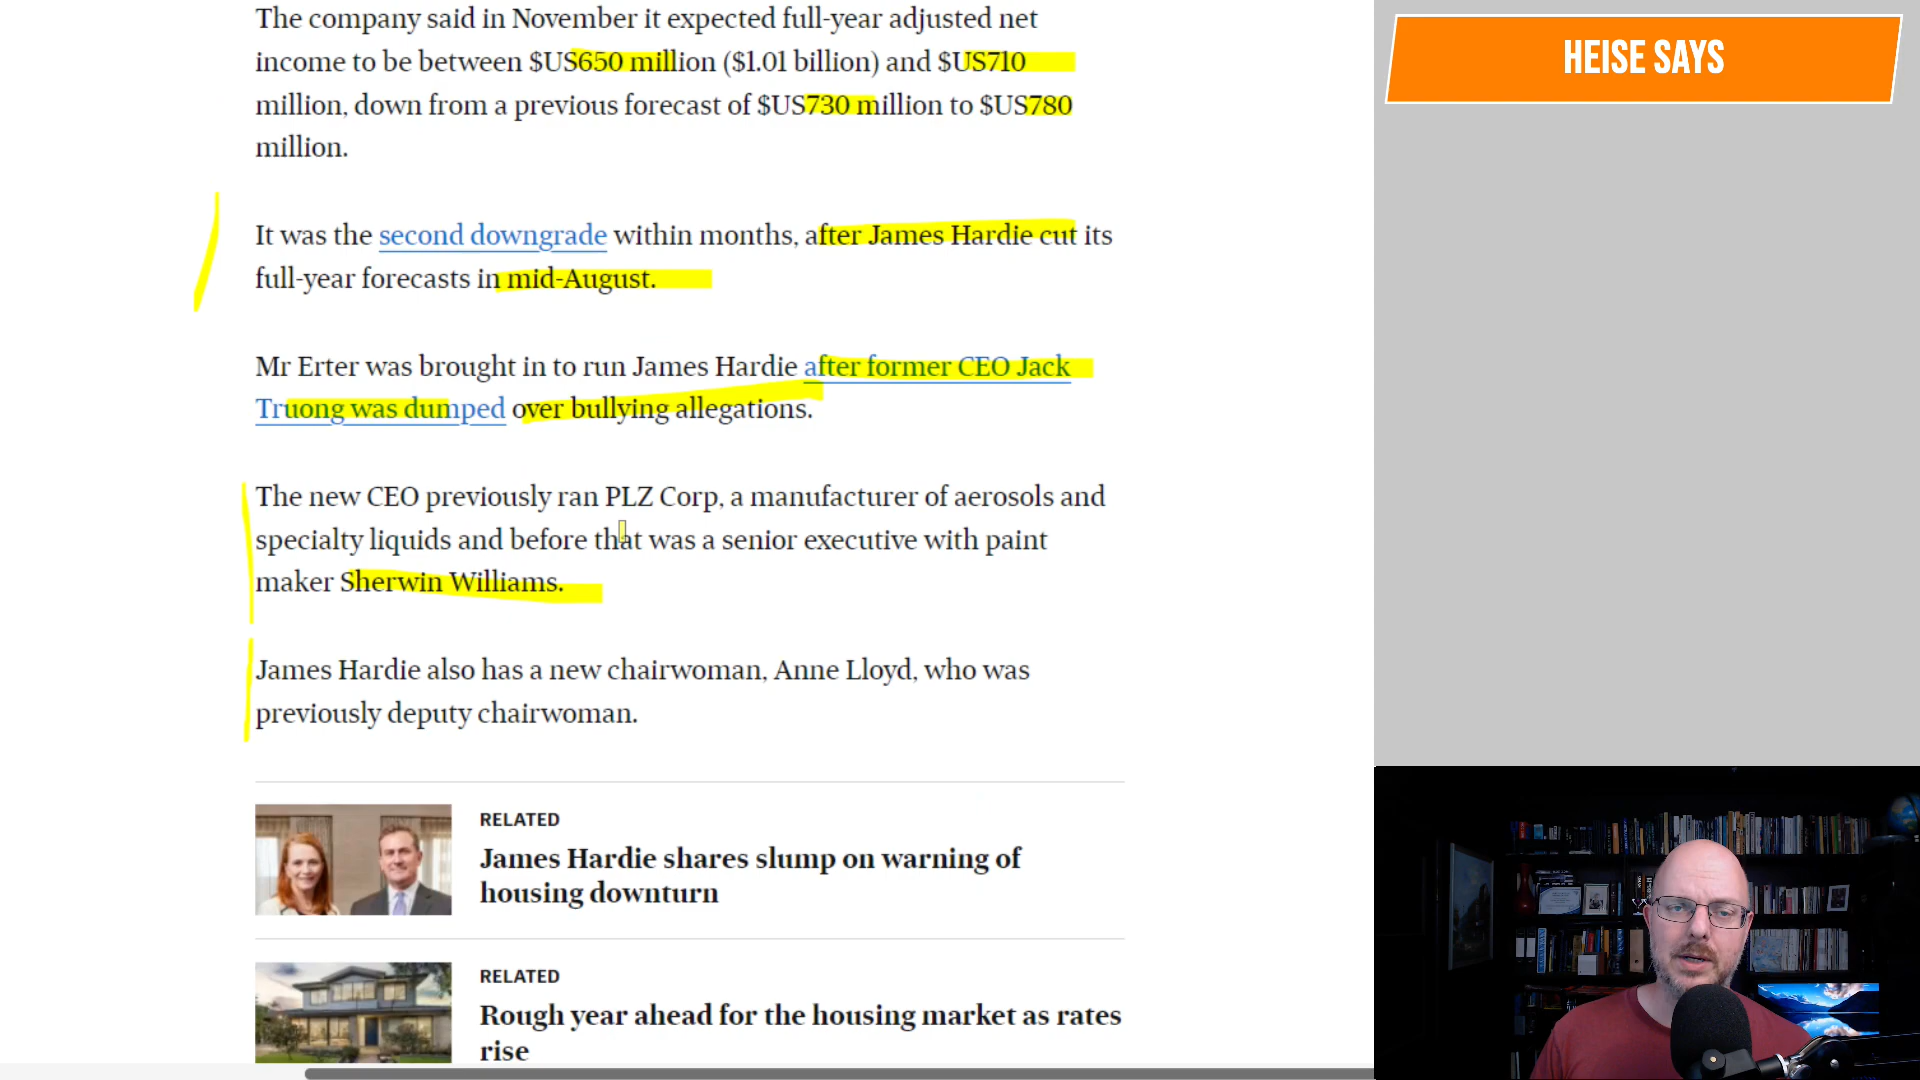 The company said in November it expected full-year adjusted net
income to be between $US650 million ($1.01 billion) and $US710
million, down from a previous forecast of $US730 million to $US780
million.
It was the second downgrade within months, after James Hardie cut its
full-year forecasts in mid-August.
Mr Erter was brought in to run James Hardie after former CEO Jack
Truong was dumped over bullying allegations.
The new CEO previously ran PLZ Corp, a manufacturer of aerosols and
specialty liquids and before that was a senior executive with paint
maker Sherwin Williams.
James Hardie also has a new chairwoman, Anne Lloyd, who was
previously deputy chairwoman.
RELATED
James Hardie shares slump on warning of
housing downturn
RELATED
Rough year ahead for the housing market as rates
rise
HEISE SAYS